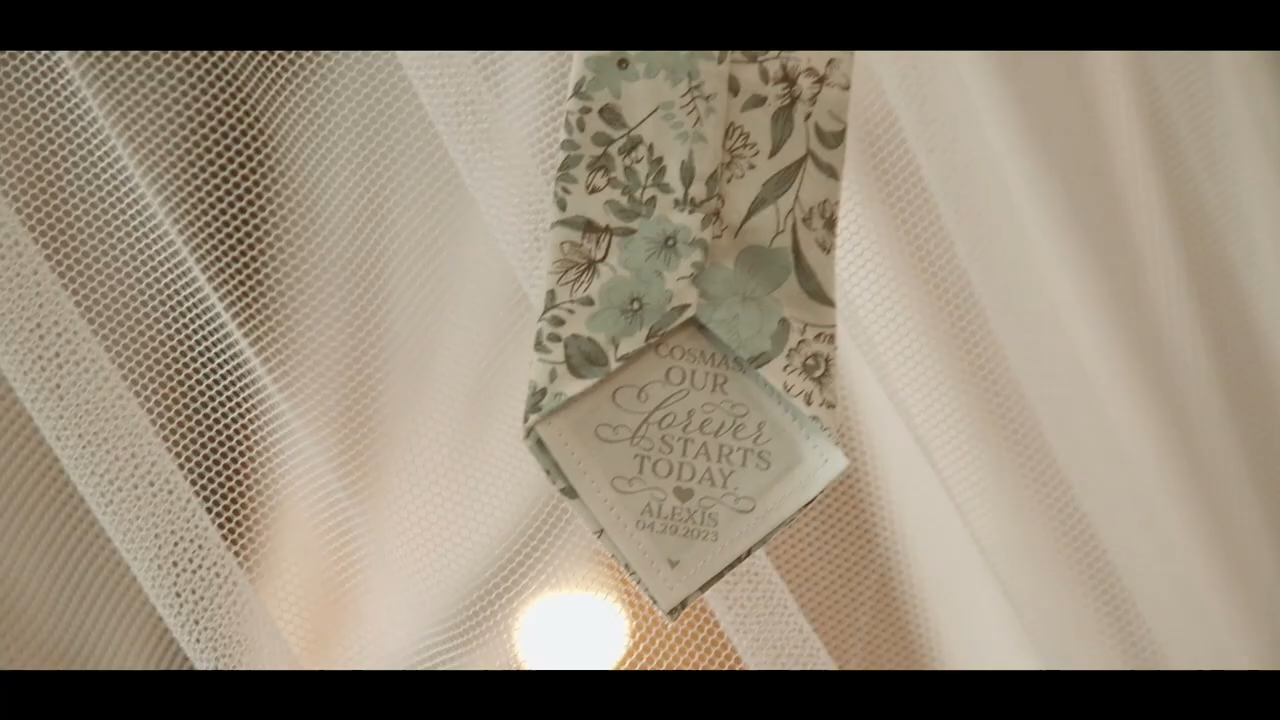 COSMAS,
OUR
forever
STARTS
TODAY.
ALEXIS
04.29.2023